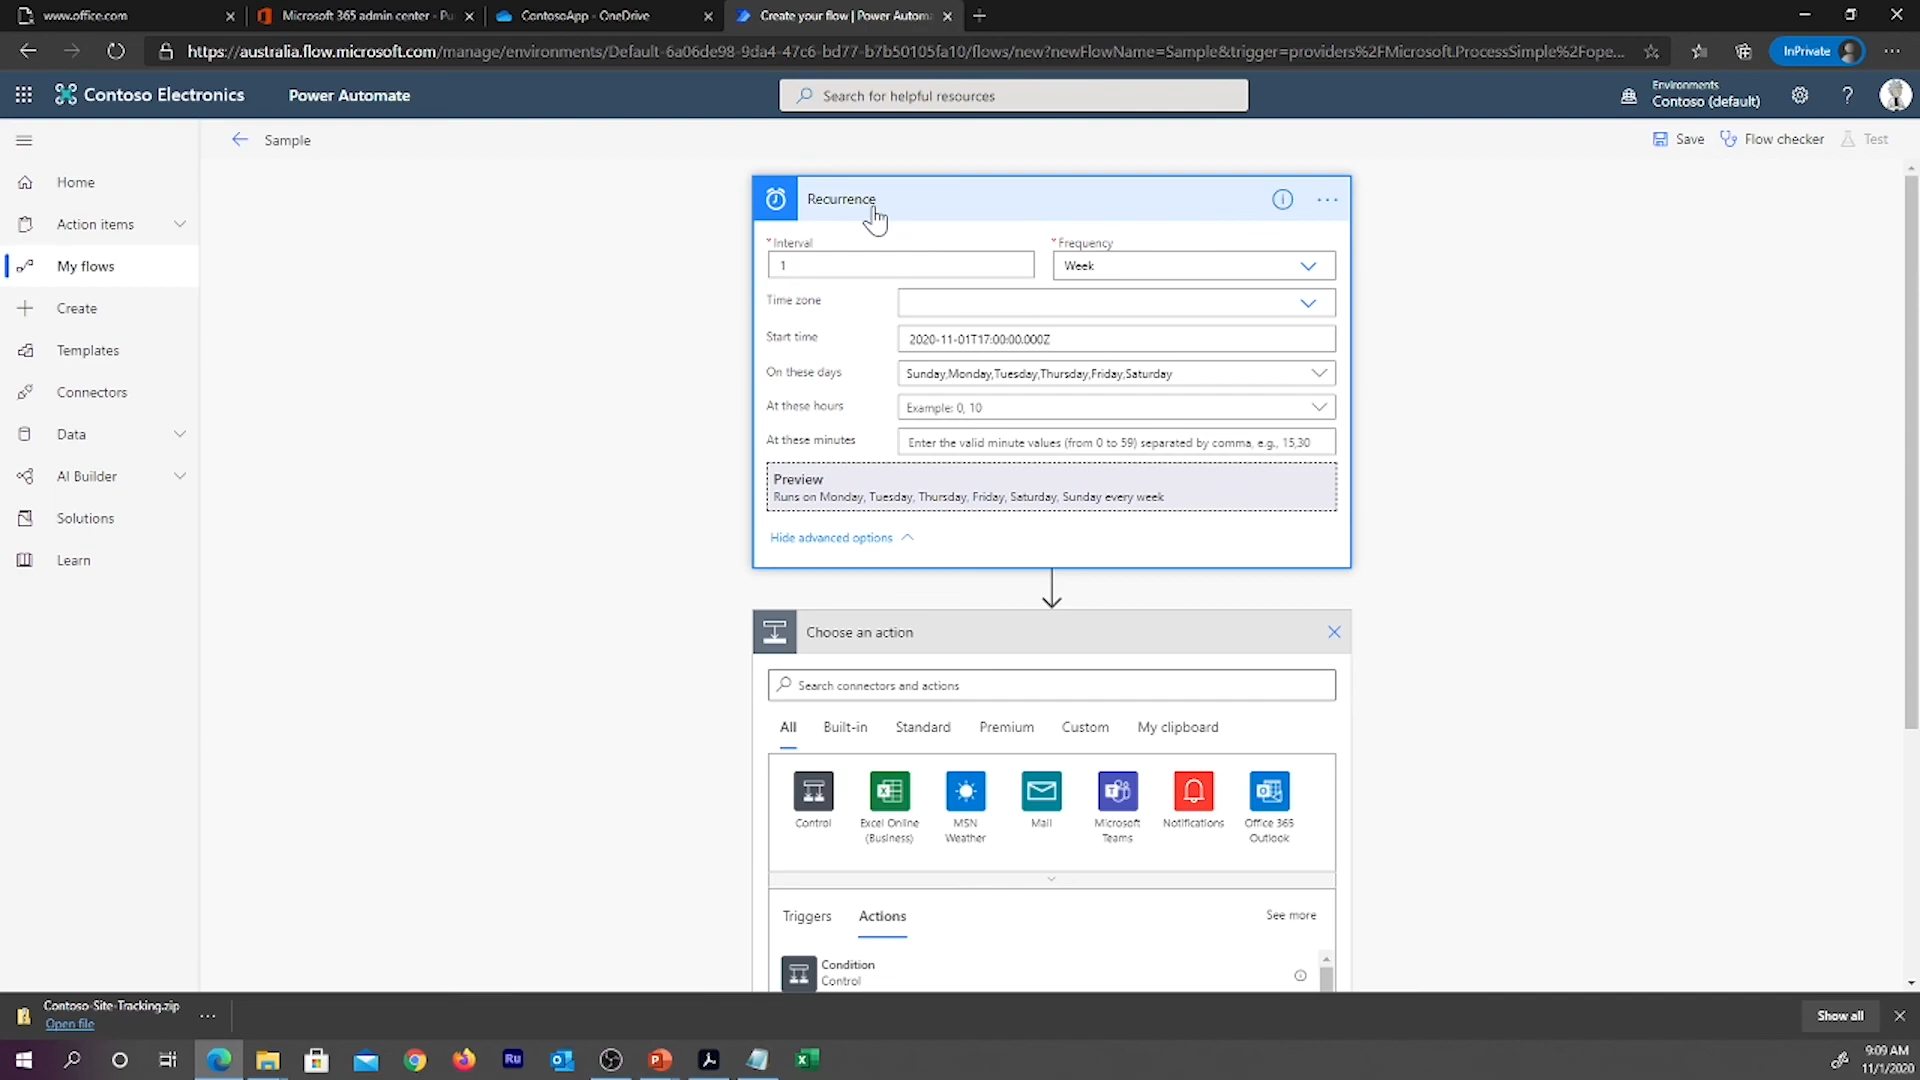 www.office.com
Microsoft 365 admin center - Pu
ContosoApp - OneDrive
Create your flow | Power Automa
https://australia.flow.microsoft.com/manage/environments/Default-6a06de98-9da4-47c6-bd77-b7b50105fa10/flows/new?newFlowName=Sample&trigger=providers%2FMicrosoft.ProcessSimple%2Fope...
InPrivate
Contoso Electronics
Power Automate
Search for helpful resources
Environments
Contoso (default)
?
Sample
Save
Flow checker
Test
Home
Action items
My flows
Create
Templates
Connectors
Data
AI Builder
Solutions
Learn
Recurrence
* Interval
* Frequency
1
Week
Time zone
Start time
2020-11-01T17:00:00.000Z
On these days
Sunday,Monday,Tuesday,Thursday,Friday,Saturday
At these hours
Example: 0, 10
At these minutes
Enter the valid minute values (from 0 to 59) separated by comma, e.g., 15,30
Preview
Runs on Monday, Tuesday, Thursday, Friday, Saturday, Sunday every week
Hide advanced options
Choose an action
Search connectors and actions
All
Built-in
Standard
Premium
Custom
My clipboard
Control
Excel Online
(Business)
MSN
Weather
Mail
Microsoft
Teams
Notifications
Office 365
Outlook
Triggers
Actions
See more
Condition
Control
Contoso-Site-Tracking.zip
Open file
Show all
Ru
9:09 AM
11/1/2020